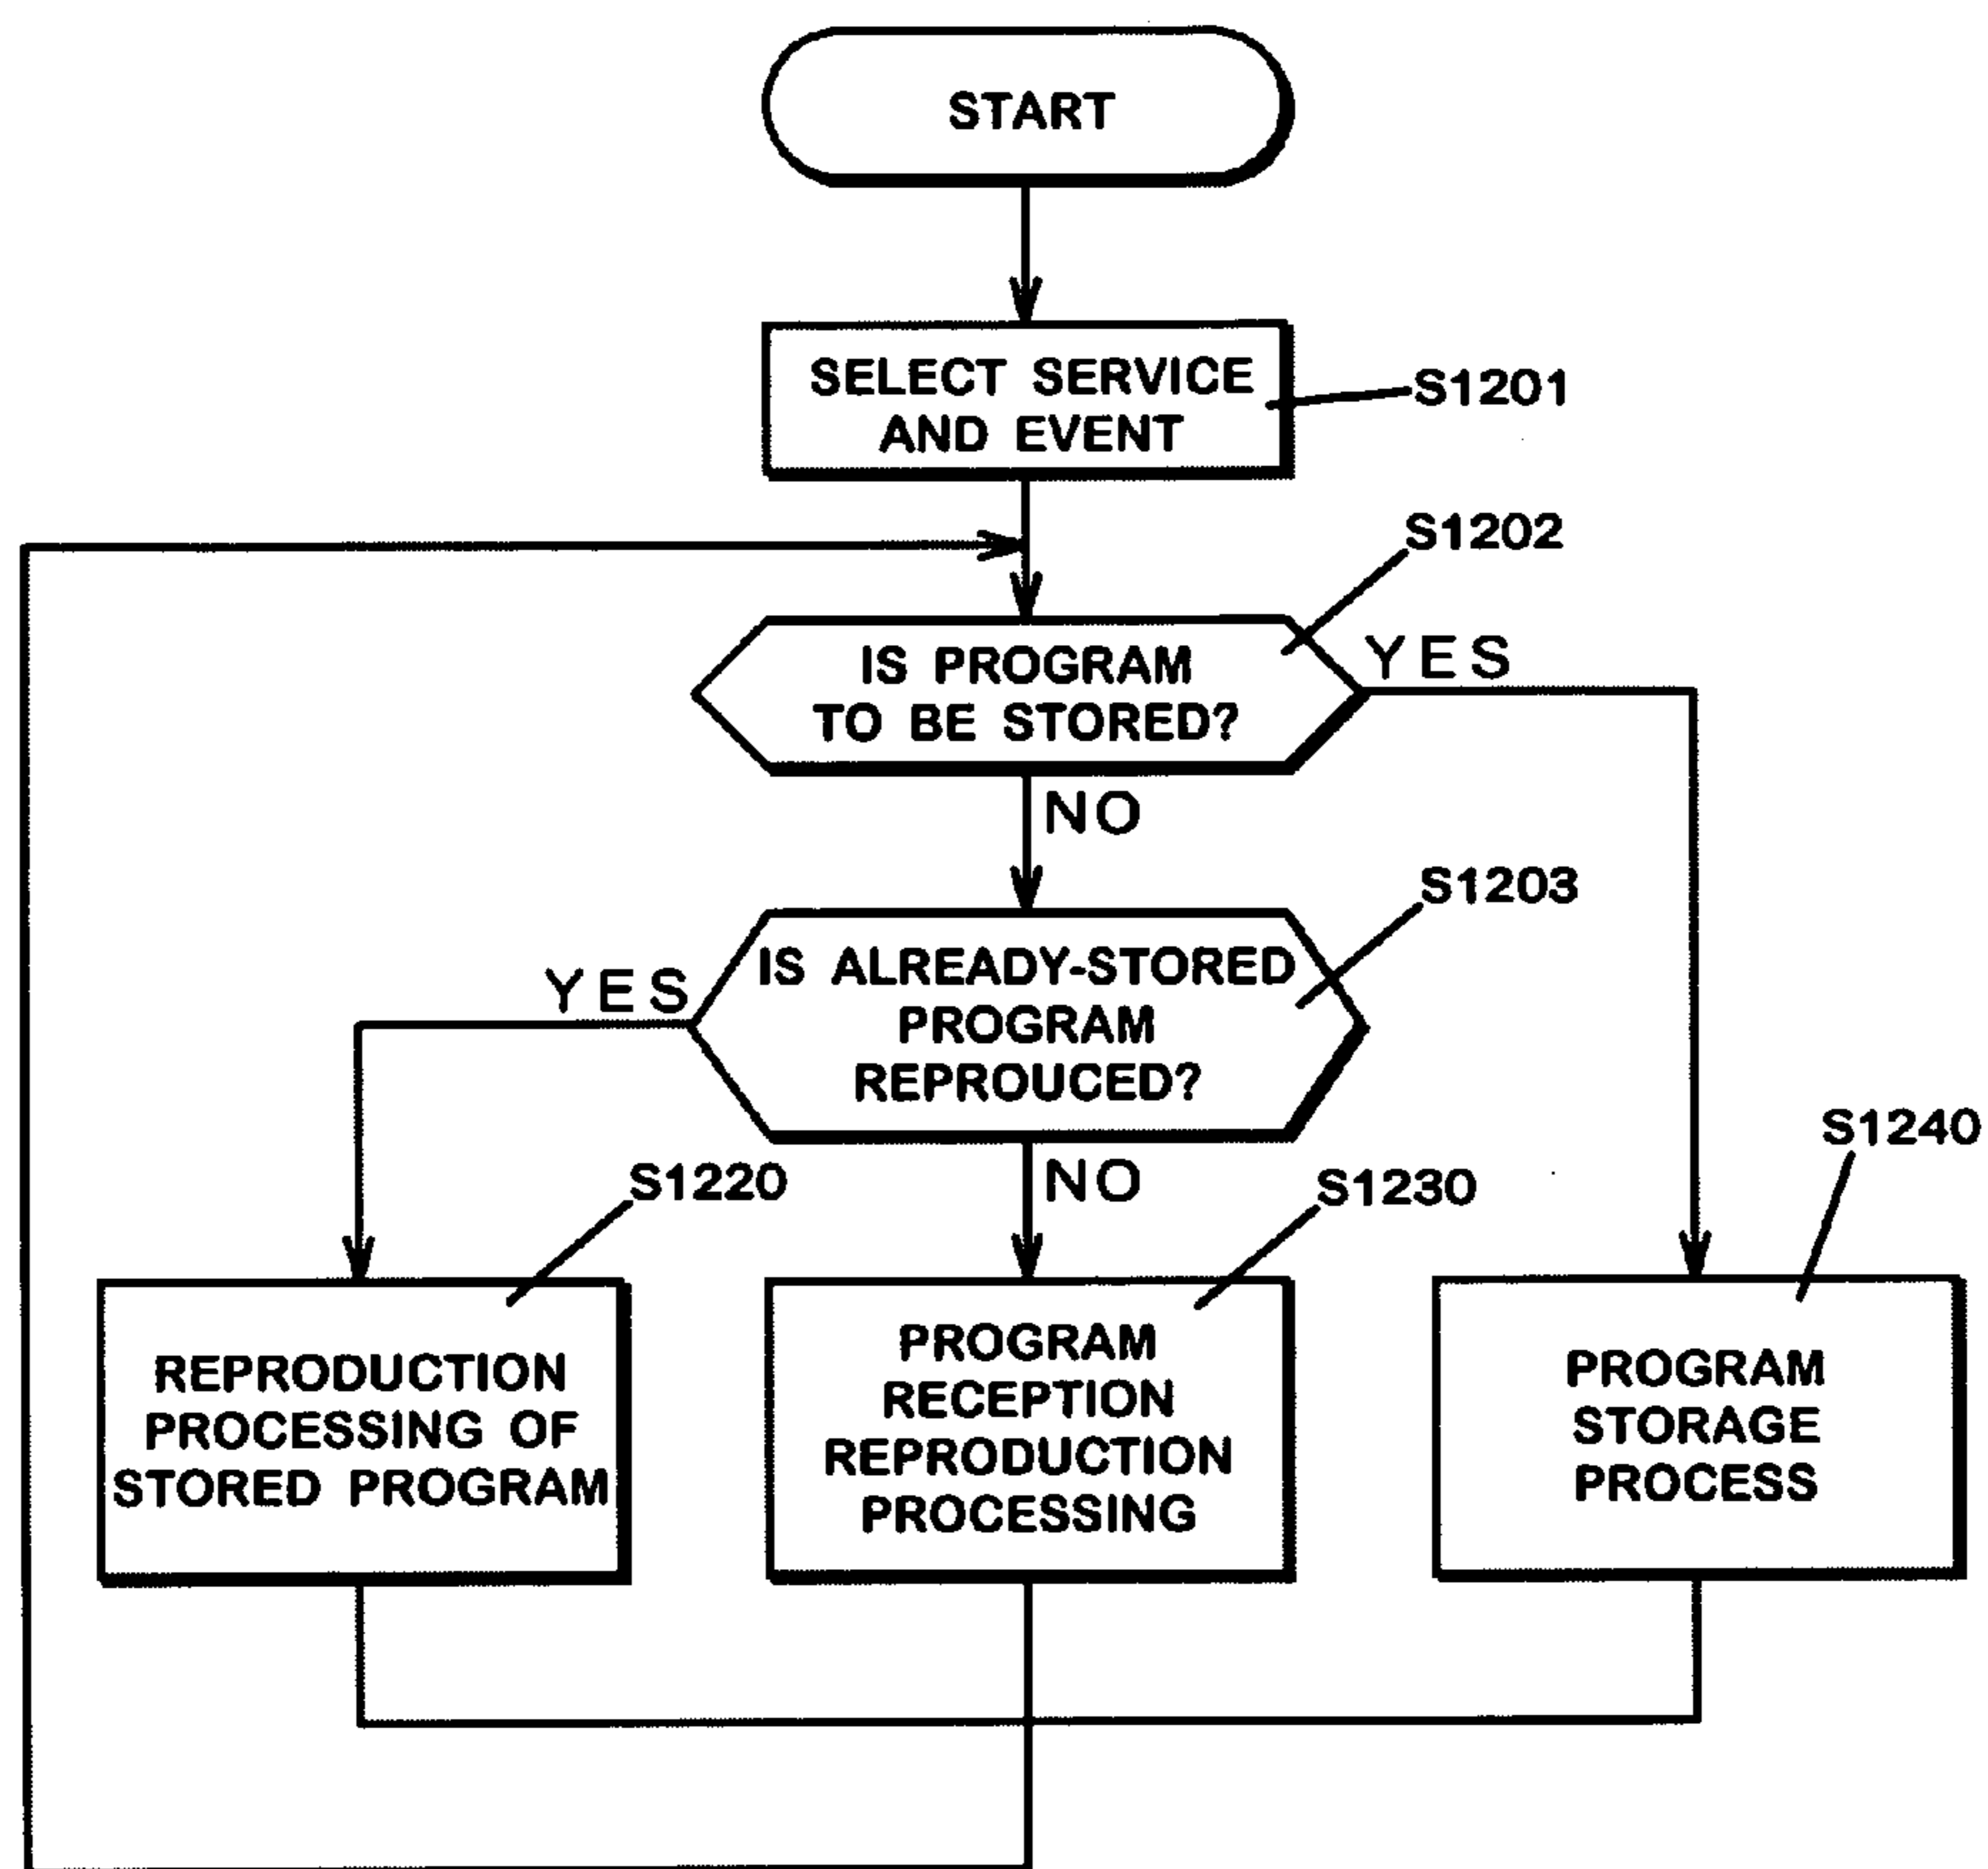 START
SELECT SERVICE
AND EVENT
S1201
S1202
IS PROGRAM
TO BE STORED?
YES
NO
S1203
IS ALREADY-STORED
PROGRAM
REPROUCED?
YES
NO
S1220
S1230
S1240
REPRODUCTION
PROCESSING OF
STORED PROGRAM
PROGRAM
RECEPTION
REPRODUCTION
PROCESSING
PROGRAM
STORAGE
PROCESS